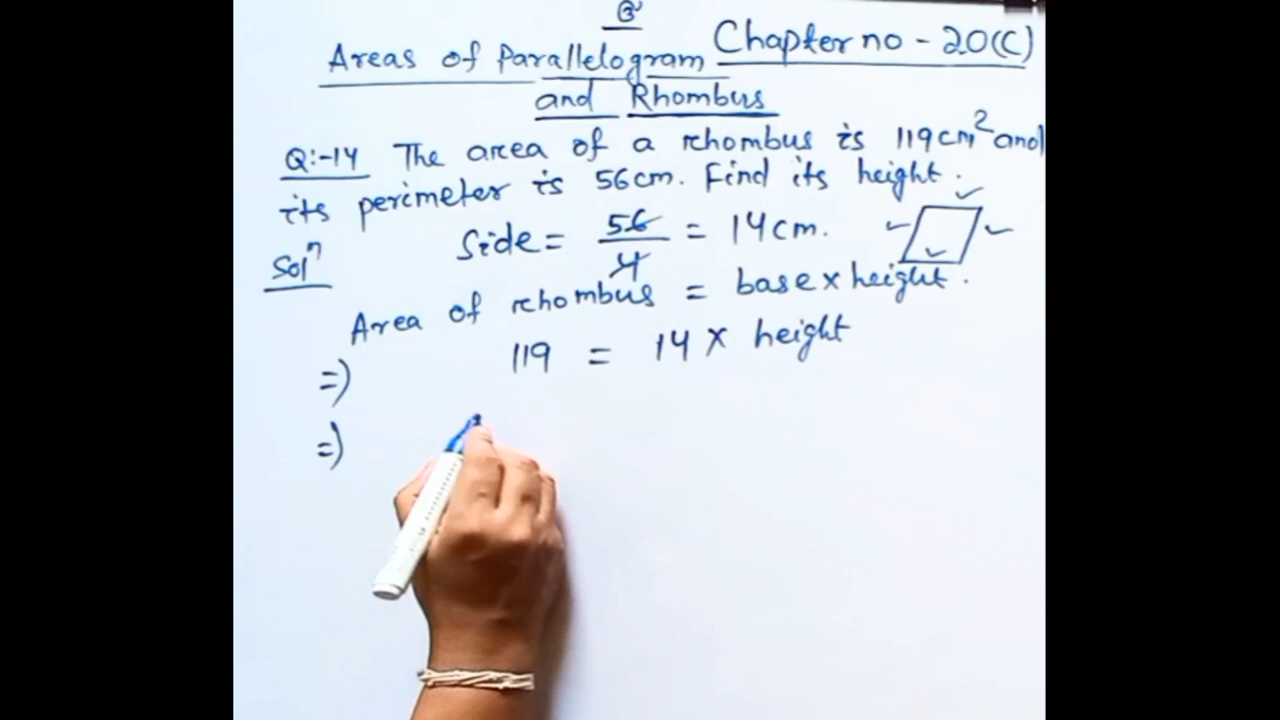 Areas of Parallelogram Chapter no - 20(C)
and Rhombus
Q:-14 The area of a rhombus is 119cm² and
its perimeter is 56cm. Find its height.
Solⁿ Side = 56/4 = 14cm.
Area of rhombus = base x height.
=) 119 = 14 x height
=)